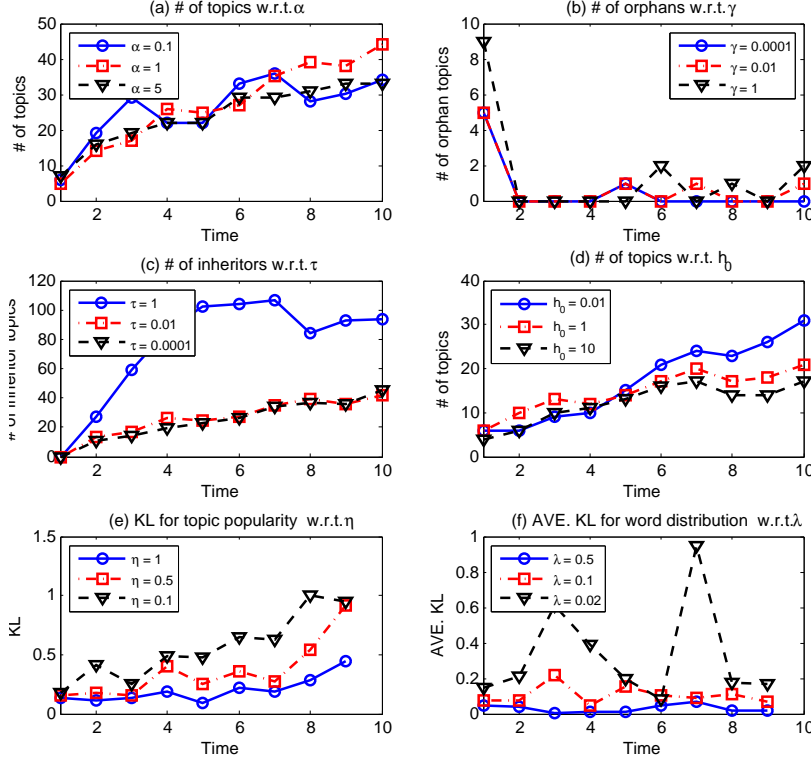 (a) # of topics w.r.t.α
50
40
30
20
10
0
# of topics
α = 0.1
α = 1
α = 5
2 4 6 8 10
Time
(b) # of orphans w.r.t.γ
10
8
6
4
2
0
# of orphan topics
γ = 0.0001
γ = 0.01
γ = 1
2 4 6 8 10
Time
(c) # of inheritors w.r.t. τ
120
100
80
60
40
20
0
# of inheritor topics
τ = 1
τ = 0.01
τ = 0.0001
2 4 6 8 10
Time
(d) # of topics w.r.t. h0
40
30
20
10
0
# of topics
h0 = 0.01
h0 = 1
h0 = 10
2 4 6 8 10
Time
(e) KL for topic popularity w.r.t. η
1.5
1
0.5
0
KL
η = 1
η = 0.5
η = 0.1
2 4 6 8 10
Time
(f) AVE. KL for word distribution w.r.t.λ
1
0.8
0.6
0.4
0.2
0
AVE. KL
λ = 0.5
λ = 0.1
λ = 0.02
2 4 6 8 10
Time